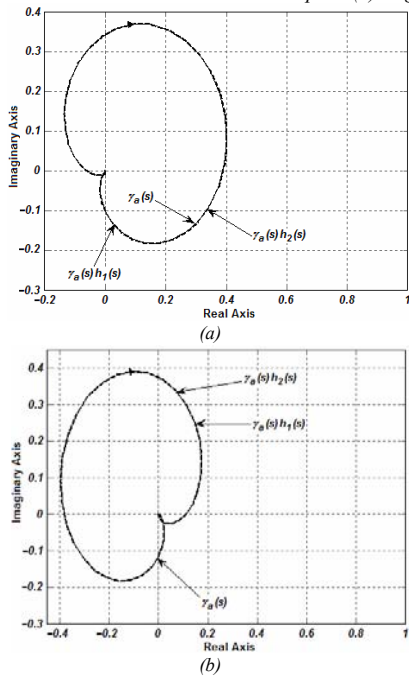 0.4
0.3
0.2
0.1
0
−0.1
−0.2
−0.3
Imaginary Axis
γₐ(s)
γₐ(s) h₂(s)
γₐ(s) h₁(s)
−0.2 0 0.2 0.4 0.6 0.8 1
Real Axis
(a)
0.4
0.3
0.2
0.1
0
−0.1
−0.2
−0.3
Imaginary Axis
γₐ(s) h₂(s)
γₐ(s) h₁(s)
γₐ(s)
−0.4 −0.2 0 0.2 0.4 0.6 0.8 1
Real Axis
(b)